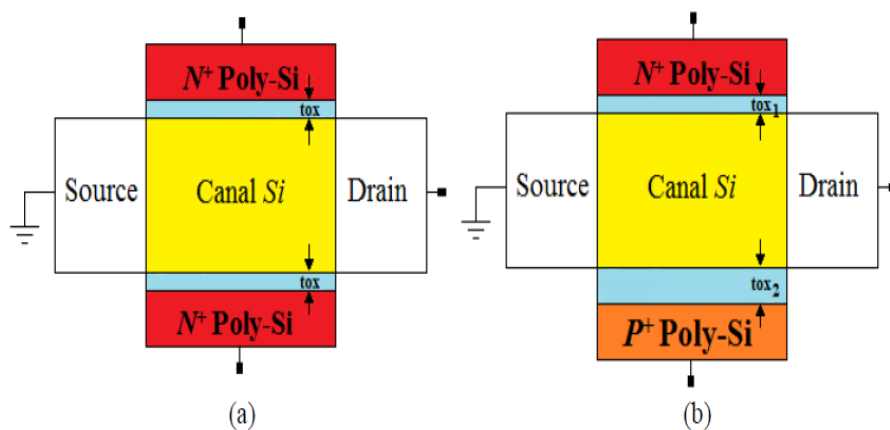 N⁺ Poly-Si
tox
Source
Canal Si
Drain
tox
N⁺ Poly-Si
(a)
N⁺ Poly-Si
tox₁
Source
Canal Si
Drain
tox₂
P⁺ Poly-Si
(b)